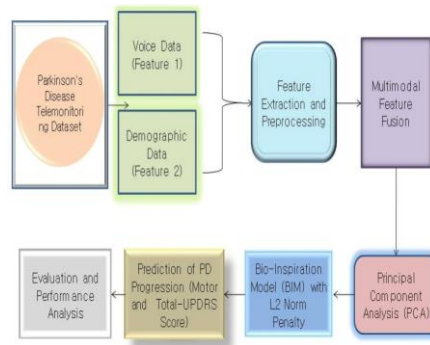 Parkinson's
Disease
Telemonitori
ng Dataset
Voice Data
(Feature 1)
Demographic
Data
(Feature 2)
Feature
Extraction and
Preprocessing
Multimodal
Feature
Fusion
Evaluation and
Performance
Analysis
Prediction of PD
Progression (Motor
and Total-UPDRS
Score)
Bio-Inspiration
Model (BIM) with
L2 Norm
Penalty
Principal
Component
Analysis (PCA)